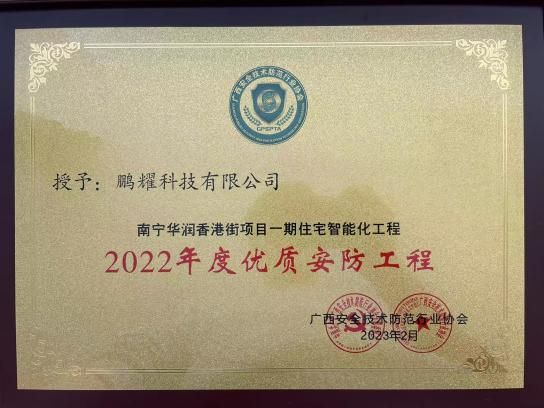 广西安全技术防范行业协会
GPSPTA
授予：鹏耀科技有限公司
南宁华润香港街项目一期住宅智能化工程
2022年度优质安防工程
广西安全技术防范行业协会
2023年2月